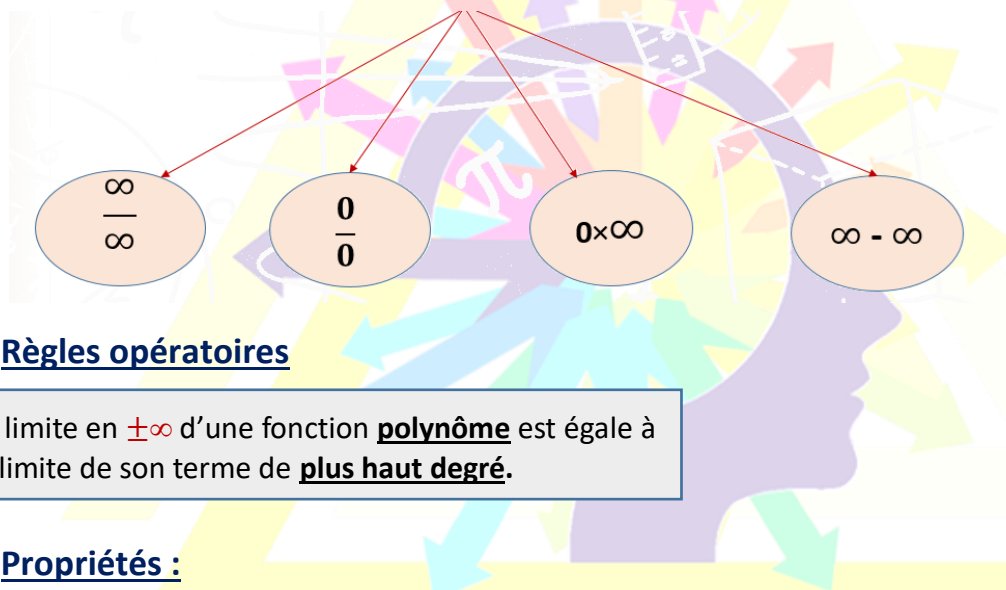 ∞/∞ 0/0 0×∞ ∞ - ∞
π
Règles opératoires
limite en ±∞ d’une fonction polynôme est égale à
limite de son terme de plus haut degré.
Propriétés :